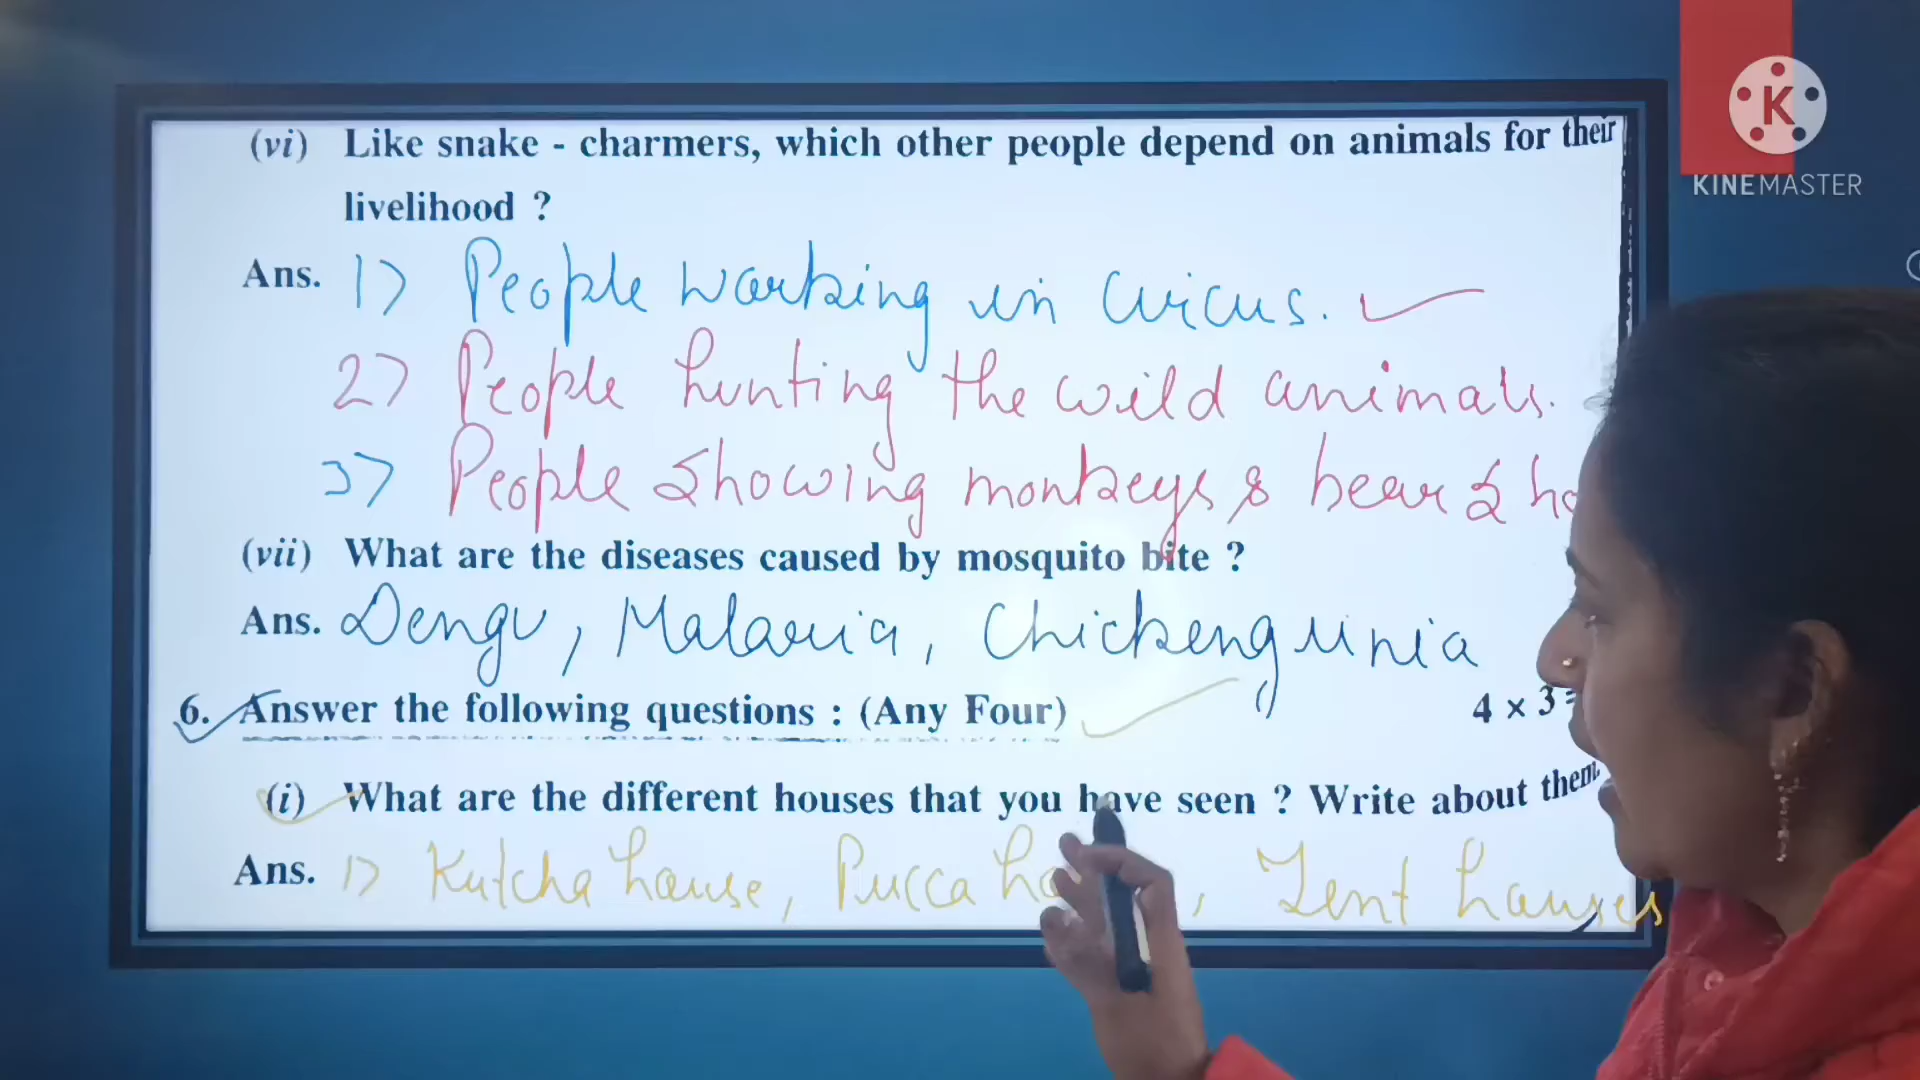 K
KINEMASTER
(vi) Like snake - charmers, which other people depend on animals for their
livelihood ?
Ans. 1) People working in circus.
2) People hunting the wild animals.
3) People showing monkeys & bear
(vii) What are the diseases caused by mosquito bite ?
Ans. Dengu, Malaria, Chickengunia
6. Answer the following questions : (Any Four) 4 × 3
(i) What are the different houses that you have seen ? Write about them.
Ans. 1) Kutcha house, Pucca , Tent houses